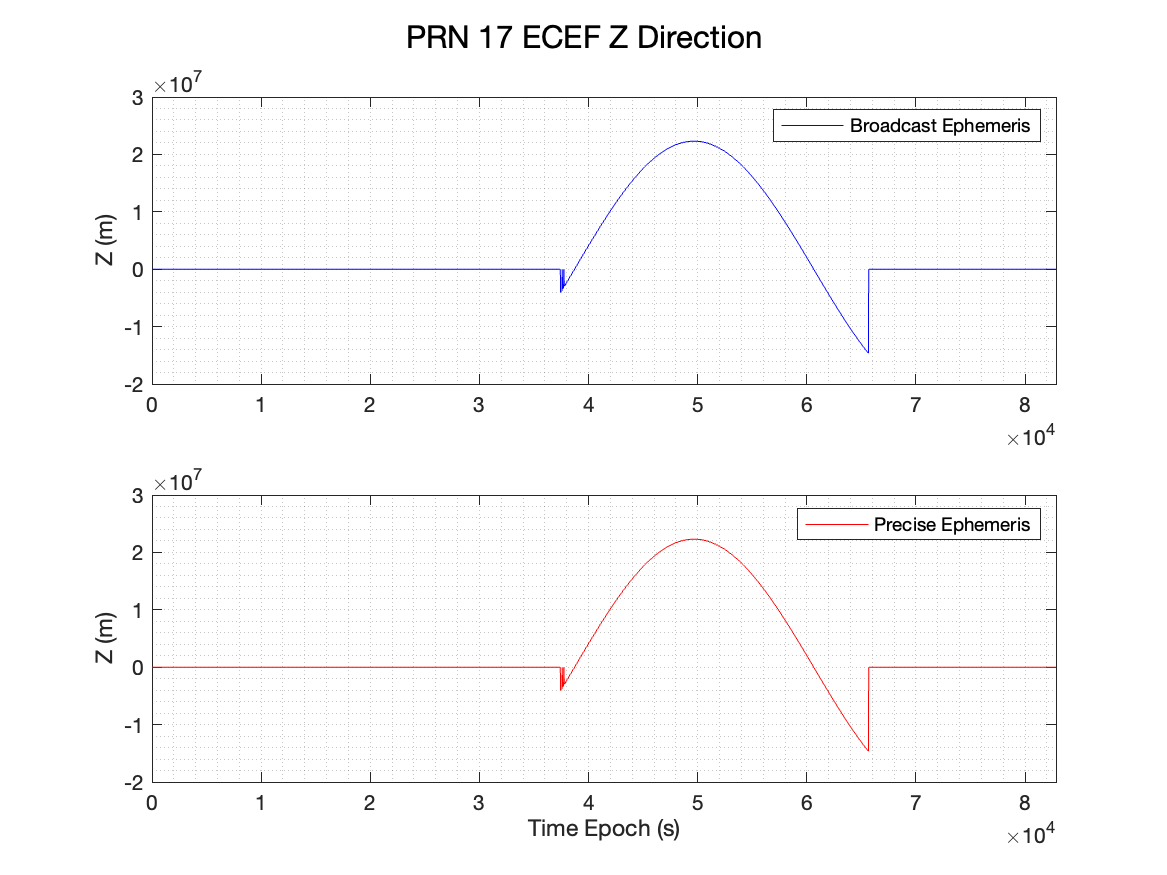 PRN 17 ECEF Z Direction
×10^7
3
2
1
0
-1
-2
Z (m)
Broadcast Ephemeris
0 1 2 3 4 5 6 7 8
×10^4
×10^7
3
2
1
0
-1
-2
Z (m)
Precise Ephemeris
0 1 2 3 4 5 6 7 8
Time Epoch (s)
×10^4